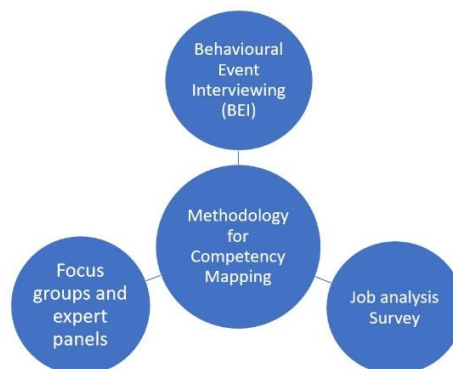 Behavioural
Event
Interviewing
(BEI)
Methodology
for
Competency
Mapping
Focus
groups and
expert
panels
Job analysis
Survey